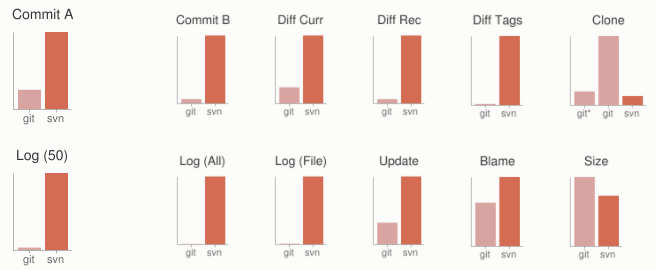 Commit A
Commit B
Diff Curr
Diff Rec
Diff Tags
Clone
git svn
git svn
git svn
git svn
git svn
git* git svn
Log (50)
Log (All)
Log (File)
Update
Blame
Size
git svn
git svn
git svn
git svn
git svn
git svn